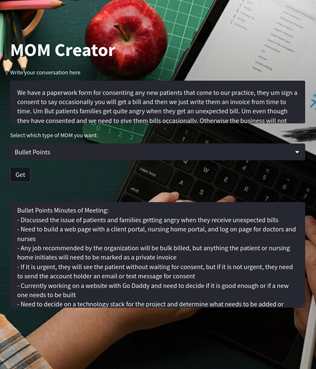 MOM Creator
Write your conversation here
We have a paperwork form for consenting any new patients that come to our practice, they um sign a
consent to say occasionally you will get a bill and then we just write them an invoice from time to
time. Um But patients families get quite angry when they get an unexpected bill. Um even though
they have consented and we need to give them bills occasionally. Otherwise the business will not
Select which type of MOM you want:
Bullet Points
Get
Bullet Points Minutes of Meeting:
- Discussed the issue of patients and families getting angry when they receive unexpected bills
- Need to build a web page with a client portal, nursing home portal, and log on page for doctors and
nurses
- Any job recommended by the organization will be bulk billed, but anything the patient or nursing
home initiates will need to be marked as a private invoice
- If it is urgent, they will see the patient without waiting for consent, but if it is not urgent, they need
to send the account holder an email or text message for consent
- Currently working on a website with Go Daddy and need to decide if it is good enough or if a new
one needs to be built
- Need to decide on a technology stack for the project and determine what needs to be added or